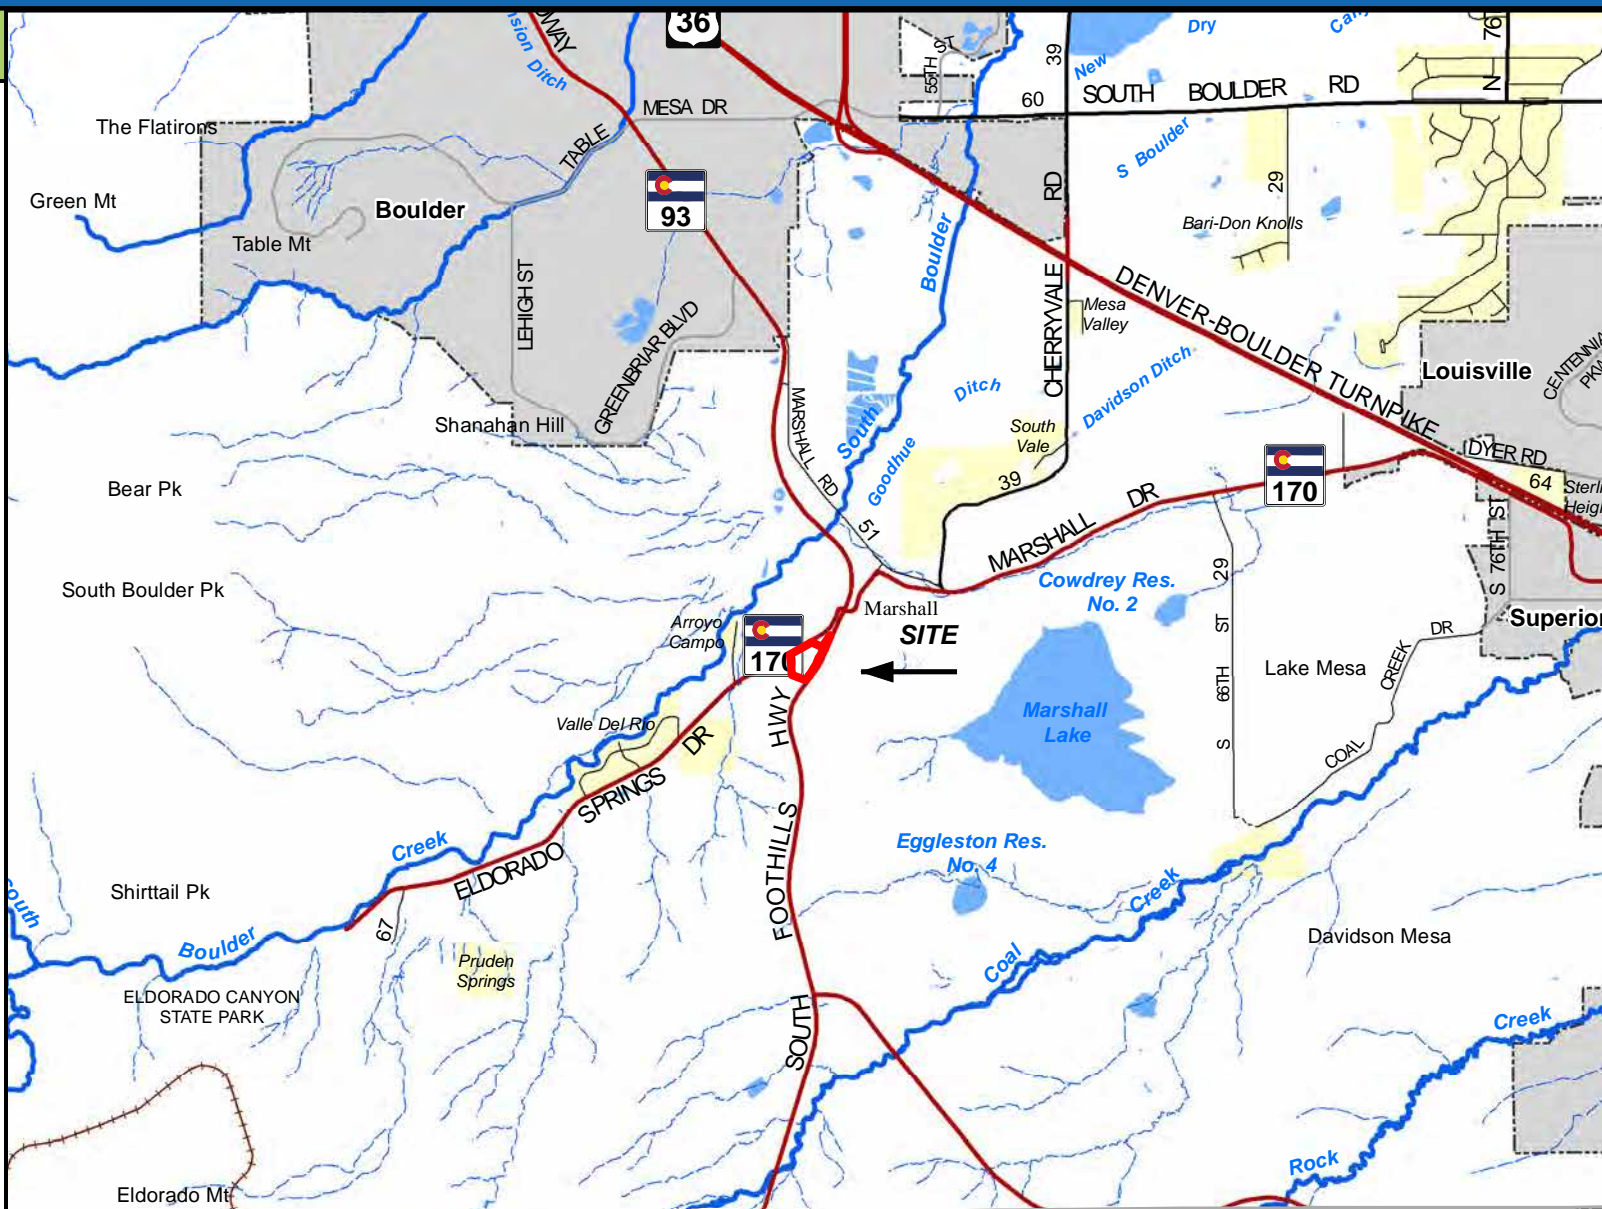 36
Dry
55TH ST
39
76T
New
N
nsion Ditch
MESA DR
60
SOUTH BOULDER RD
The Flatirons
TABLE
S Boulder
Green Mt
93
RD
29
Boulder
Bari-Don Knolls
Table Mt
Boulder
DENVER-BOULDER TURNPIKE
LEHIGH ST
GREENBRIAR BLVD
CHERRYVALE
Mesa
Valley
Louisville
Davidson Ditch
Ditch
MARSHALL RD
Shanahan Hill
South
South
Vale
DYER RD
Goodhue
39
170
64
Bear Pk
51
MARSHALL DR
S 76TH ST
South Boulder Pk
Cowdrey Res.
No. 2
29
Marshall
Superior
Arroyo
Campo
SITE
170
DR
Lake Mesa
CREEK
S 66TH ST
HWY
Marshall
Lake
Valle Del Rio
DR
COAL
SPRINGS
FOOTHILLS
Creek
Eggleston Res.
No. 4
ELDORADO
Shirttail Pk
Creek
outh
67
Boulder
Davidson Mesa
Pruden
Springs
Coal
ELDORADO CANYON
STATE PARK
SOUTH
Creek
Rock
Eldorado Mt